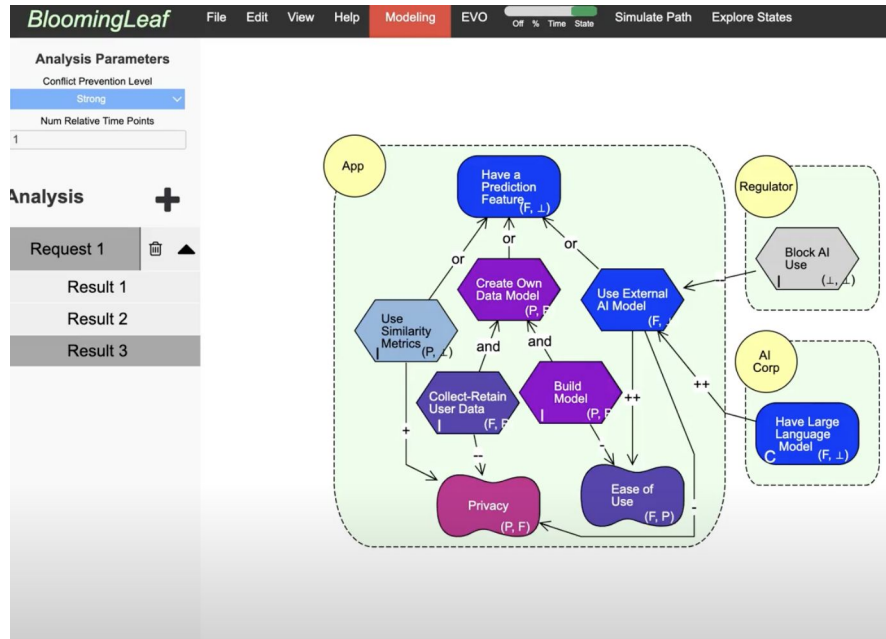 BloomingLeaf
File Edit View Help Modeling EVO Off % Time State Simulate Path Explore States
Analysis Parameters
Conflict Prevention Level
Strong
Num Relative Time Points
1
Analysis
Request 1
Result 1
Result 2
Result 3
App
Have a
Prediction
Feature
(F, ⊥)
or
or
or
Create Own
Data Model
(P,
Use External
AI Model
(F,
Use
Similarity
Metrics
I
(P, ⊥)
and
and
Collect-Retain
User Data
I
(F,
Build
Model
I
(P,
++
+
--
-
-
Privacy
(P, F)
Ease of
Use
(F, P)
Regulator
Block AI
Use
I
(⊥, ⊥)
--
AI
Corp
++
Have Large
Language
Model
C
(F, ⊥)